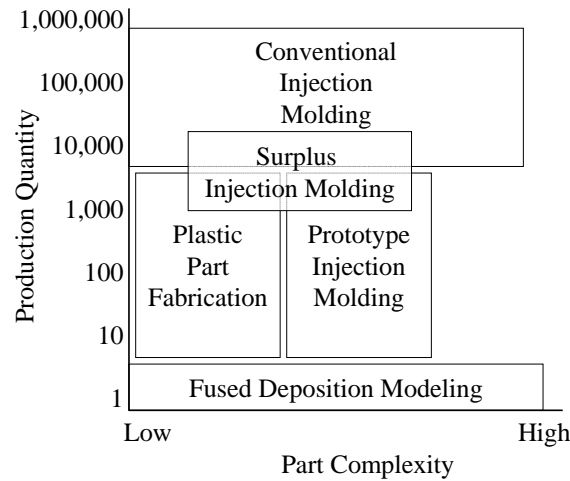 1,000,000
100,000
10,000
1,000
100
10
1
Production Quantity
Conventional
Injection
Molding
Surplus
Injection Molding
Plastic
Part
Fabrication
Prototype
Injection
Molding
Fused Deposition Modeling
Low
High
Part Complexity